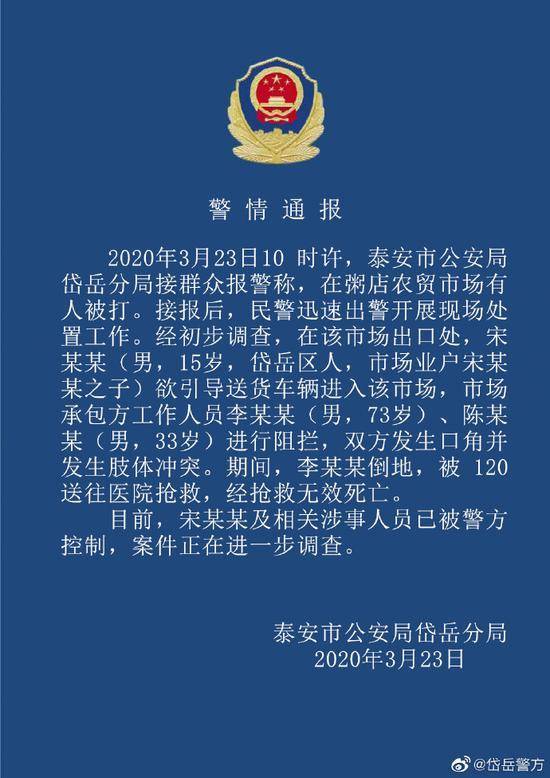 警情通报
2020年3月23日10 时许，泰安市公安局
岱岳分局接群众报警称，在粥店农贸市场有
人被打。接报后，民警迅速出警开展现场处
置工作。经初步调查，在该市场出口处，宋
某某（男，15岁，岱岳区人，市场业户宋某
某之子）欲引导送货车辆进入该市场，市场
承包方工作人员李某某（男，73岁）、陈某
某（男，33岁）进行阻拦，双方发生口角并
发生肢体冲突。期间，李某某倒地，被 120
送往医院抢救，经抢救无效死亡。
目前，宋某某及相关涉事人员已被警方
控制，案件正在进一步调查。
泰安市公安局岱岳分局
2020年3月23日
@岱岳警方